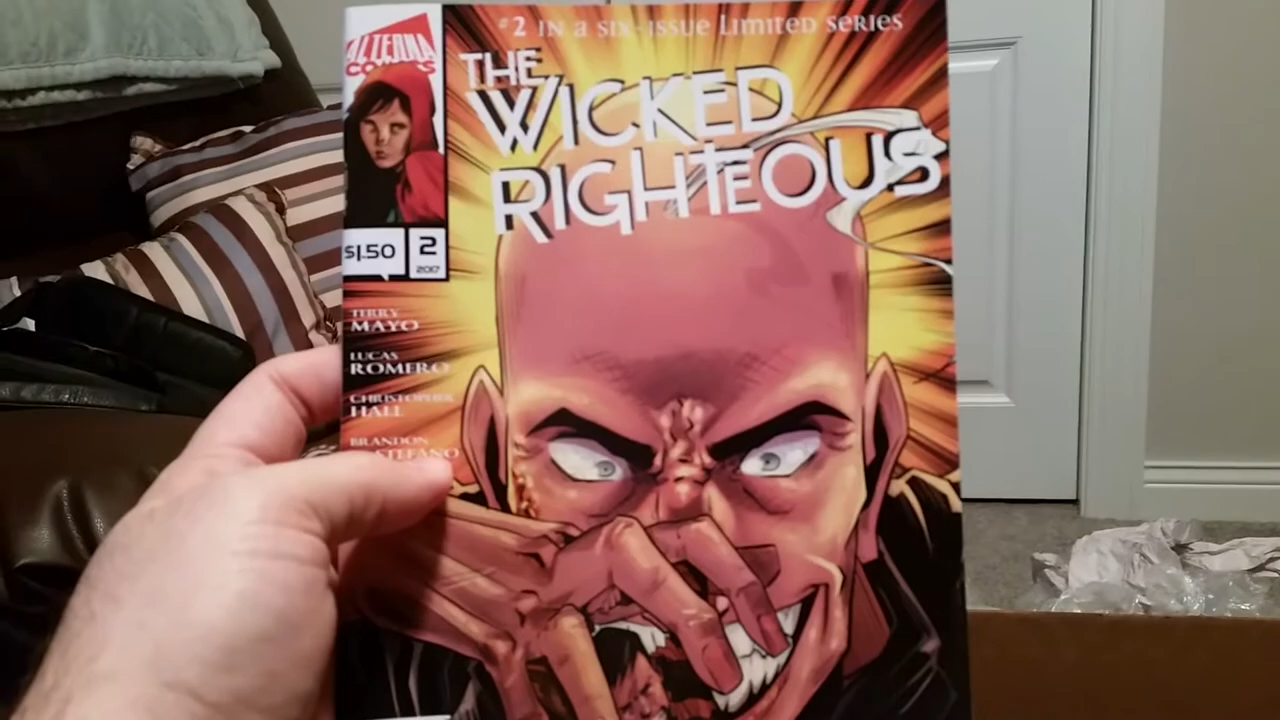 #2 IN A SIX-ISSUE LIMITED SERIES
ALTERNA
COMICS
THE
WICKED
RIGHTEOUS
$1.50
2
2017
TERRY
MAYO
LUCAS
ROMERO
CHRISTOPHER
HALL
BRANDON